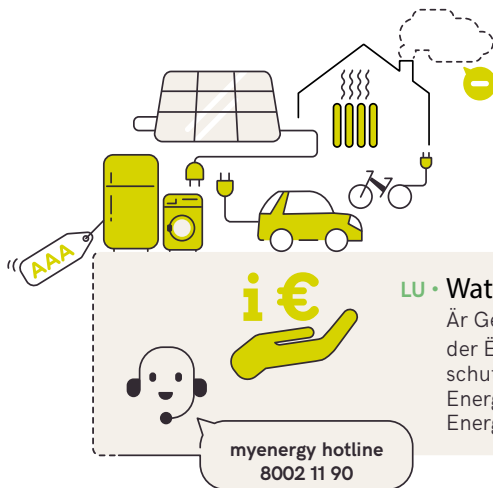 AAA
i €
LU • Wat
Är Ge
der E
schut
Energ
Energ
myenergy hotline
8002 11 90